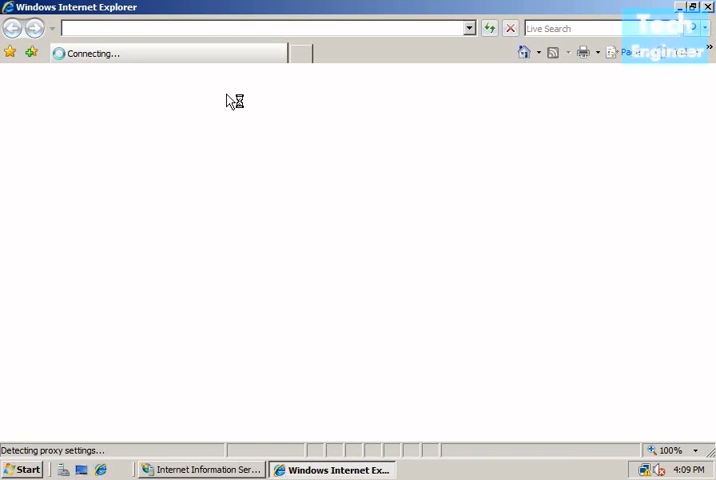 Windows Internet Explorer
Live Search
Tech
Engineer
Connecting...
Detecting proxy settings...
100%
Start
Internet Information Ser...
Windows Internet Ex...
4:09 PM